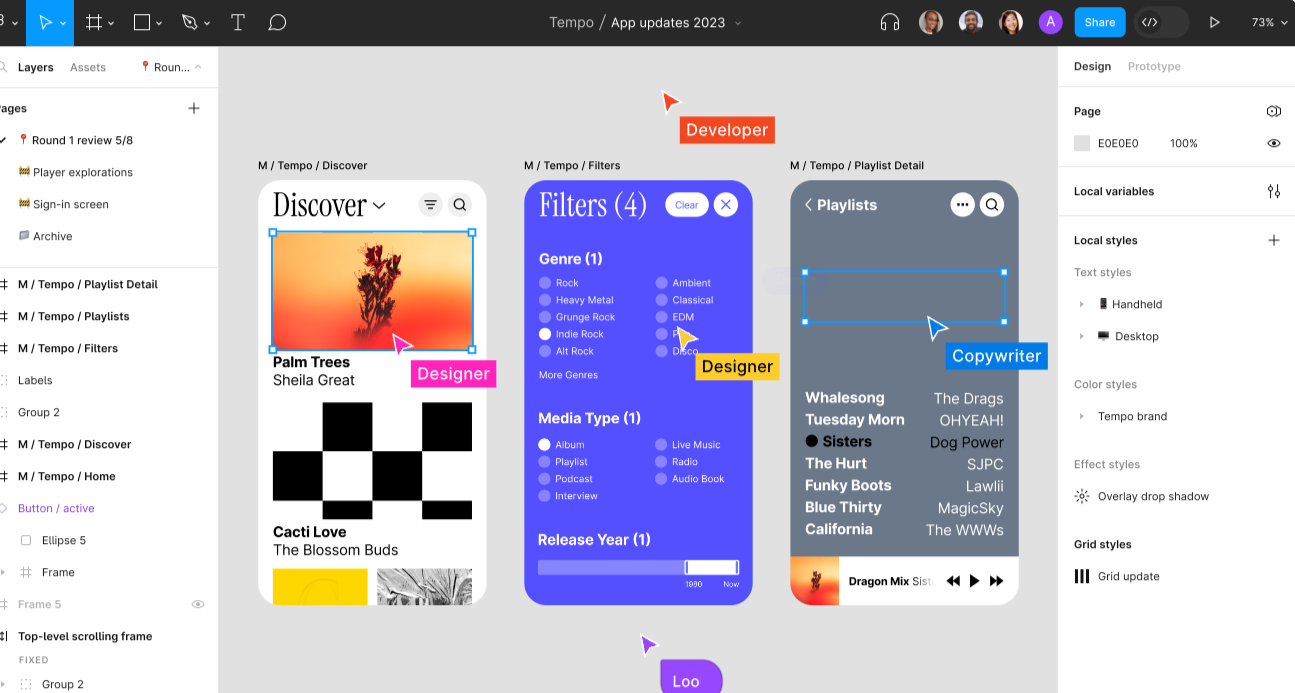 Tempo / App updates 2023
A
Share
</>
73%
Layers
Assets
Roun...
ages
Round 1 review 5/8
Player explorations
Sign-in screen
Archive
M / Tempo / Playlist Detail
M / Tempo / Playlists
M / Tempo / Filters
Labels
Group 2
M / Tempo / Discover
M / Tempo / Home
Button / active
Ellipse 5
Frame
Frame 5
Top-level scrolling frame
FIXED
Group 2
Developer
M / Tempo / Discover
Discover
Palm Trees
Sheila Great
Designer
Cacti Love
The Blossom Buds
M / Tempo / Filters
Filters (4)
Clear
Genre (1)
Rock
Ambient
Heavy Metal
Classical
Grunge Rock
EDM
Indie Rock
Alt Rock
Disco
More Genres
Designer
Media Type (1)
Album
Live Music
Playlist
Radio
Podcast
Audio Book
Interview
Release Year (1)
1980
Now
Loo
M / Tempo / Playlist Detail
Playlists
Copywriter
Whalesong
The Drags
Tuesday Morn
OHYEAH!
Sisters
Dog Power
The Hurt
SJPC
Funky Boots
Lawlii
Blue Thirty
MagicSky
California
The WWWs
Dragon Mix Sist
Design
Prototype
Page
E0E0E0
100%
Local variables
Local styles
Text styles
Handheld
Desktop
Color styles
Tempo brand
Effect styles
Overlay drop shadow
Grid styles
Grid update